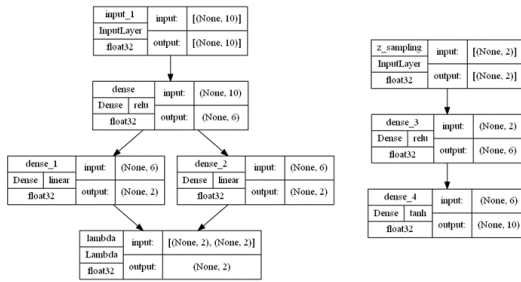 input_1
InputLayer
float32
input:
[(None, 10)]
output:
[(None, 10)]
dense
Dense
relu
float32
input:
(None, 10)
output:
(None, 6)
dense_1
Dense
linear
float32
input:
(None, 6)
output:
(None, 2)
dense_2
Dense
linear
float32
input:
(None, 6)
output:
(None, 2)
lambda
Lambda
float32
input:
[(None, 2), (None, 2)]
output:
(None, 2)
z_sampling
InputLayer
float32
input:
[(None, 2)]
output:
[(None, 2)]
dense_3
Dense
relu
float32
input:
(None, 2)
output:
(None, 6)
dense_4
Dense
tanh
float32
input:
(None, 6)
output:
(None, 10)